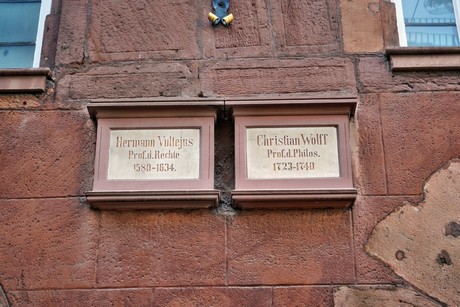 Hermann Vultejus
Prof.d.Rechte
1580-1634.
Christian Wolff
Prof.d.Philos.
1723-1740